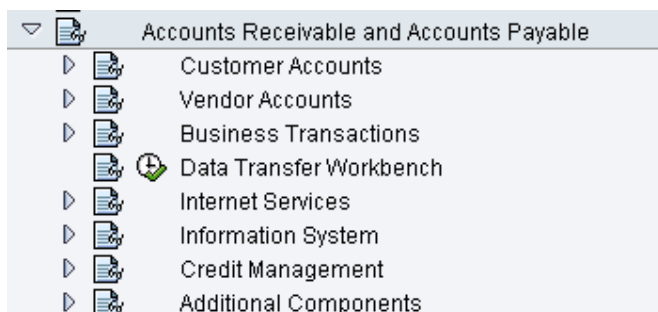 Accounts Receivable and Accounts Payable
Customer Accounts
Vendor Accounts
Business Transactions
Data Transfer Workbench
Internet Services
Information System
Credit Management
Additional Components